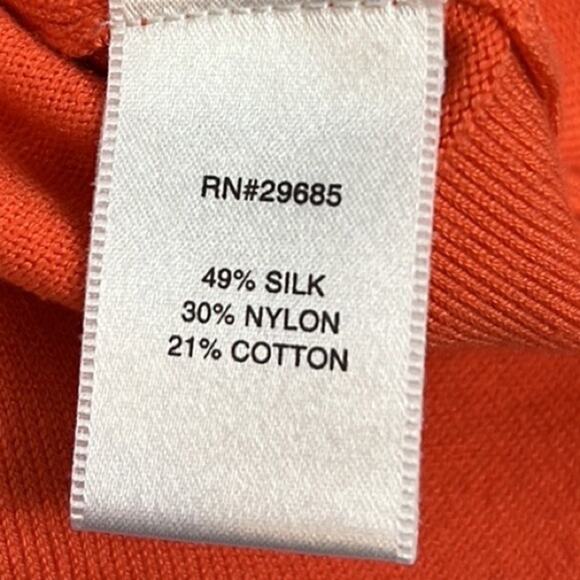 RN#29685
49% SILK
30% NYLON
21% COTTON